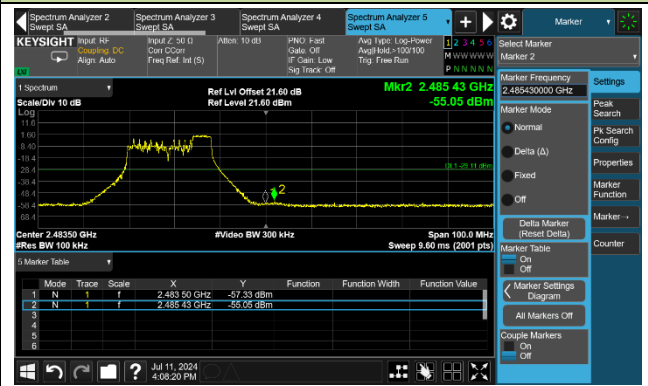 Spectrum Analyzer 2
Swept SA
Spectrum Analyzer 3
Swept SA
Spectrum Analyzer 4
Swept SA
Spectrum Analyzer 5
Swept SA
Marker
KEYSIGHT
Input: RF
Coupling: DC
Align: Auto
Input Z: 50 Ω
Corr CCorr
Freq Ref: Int (S)
Atten: 10 dB
PNO: Fast
Gate: Off
IF Gain: Low
Sig Track: Off
Avg Type: Log-Power
Avg|Hold:>100/100
Trig: Free Run
1 2 3 4 5 6
M W W W W W
P N N N N N
Select Marker
Marker 2
1 Spectrum
Scale/Div 10 dB
Ref Lvl Offset 21.60 dB
Ref Level 21.60 dBm
Mkr2 2.485 43 GHz
-55.05 dBm
Log
11.6
1.60
-8.40
-18.4
-28.4
-38.4
-48.4
-58.4
-68.4
DL1 -29.11 dBm
2
Center 2.48350 GHz
#Res BW 100 kHz
#Video BW 300 kHz
Span 100.0 MHz
Sweep 9.60 ms (2001 pts)
5 Marker Table
Mode Trace Scale X Y Function Function Width Function Value
1 N 1 f 2.483 50 GHz -57.33 dBm
2 N 1 f 2.485 43 GHz -55.05 dBm
3
4
5
6
Marker Frequency
2.485430000 GHz
Marker Mode
Normal
Delta (Δ)
Fixed
Off
Delta Marker
(Reset Delta)
Marker Table
On
Off
Marker Settings
Diagram
All Markers Off
Couple Markers
On
Off
Settings
Peak
Search
Pk Search
Config
Properties
Marker
Function
Marker→
Counter
Jul 11, 2024
4:08:20 PM